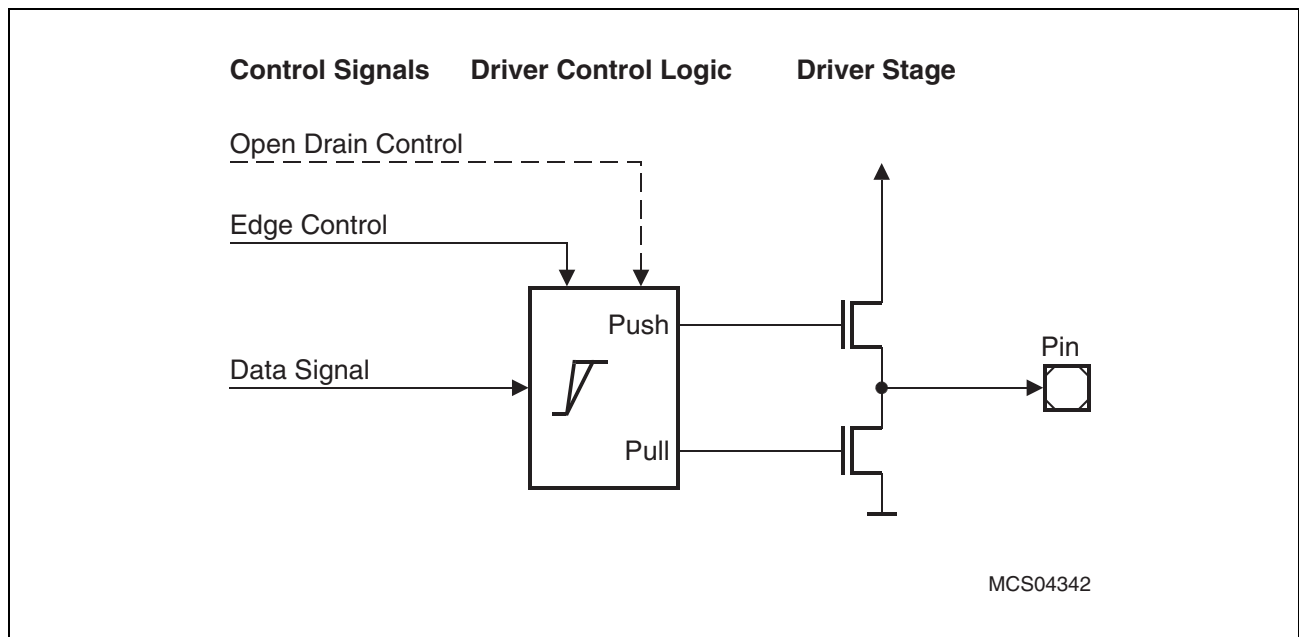 Control Signals Driver Control Logic Driver Stage
Open Drain Control
Edge Control
Push
Data Signal
Pin
Pull
MCS04342